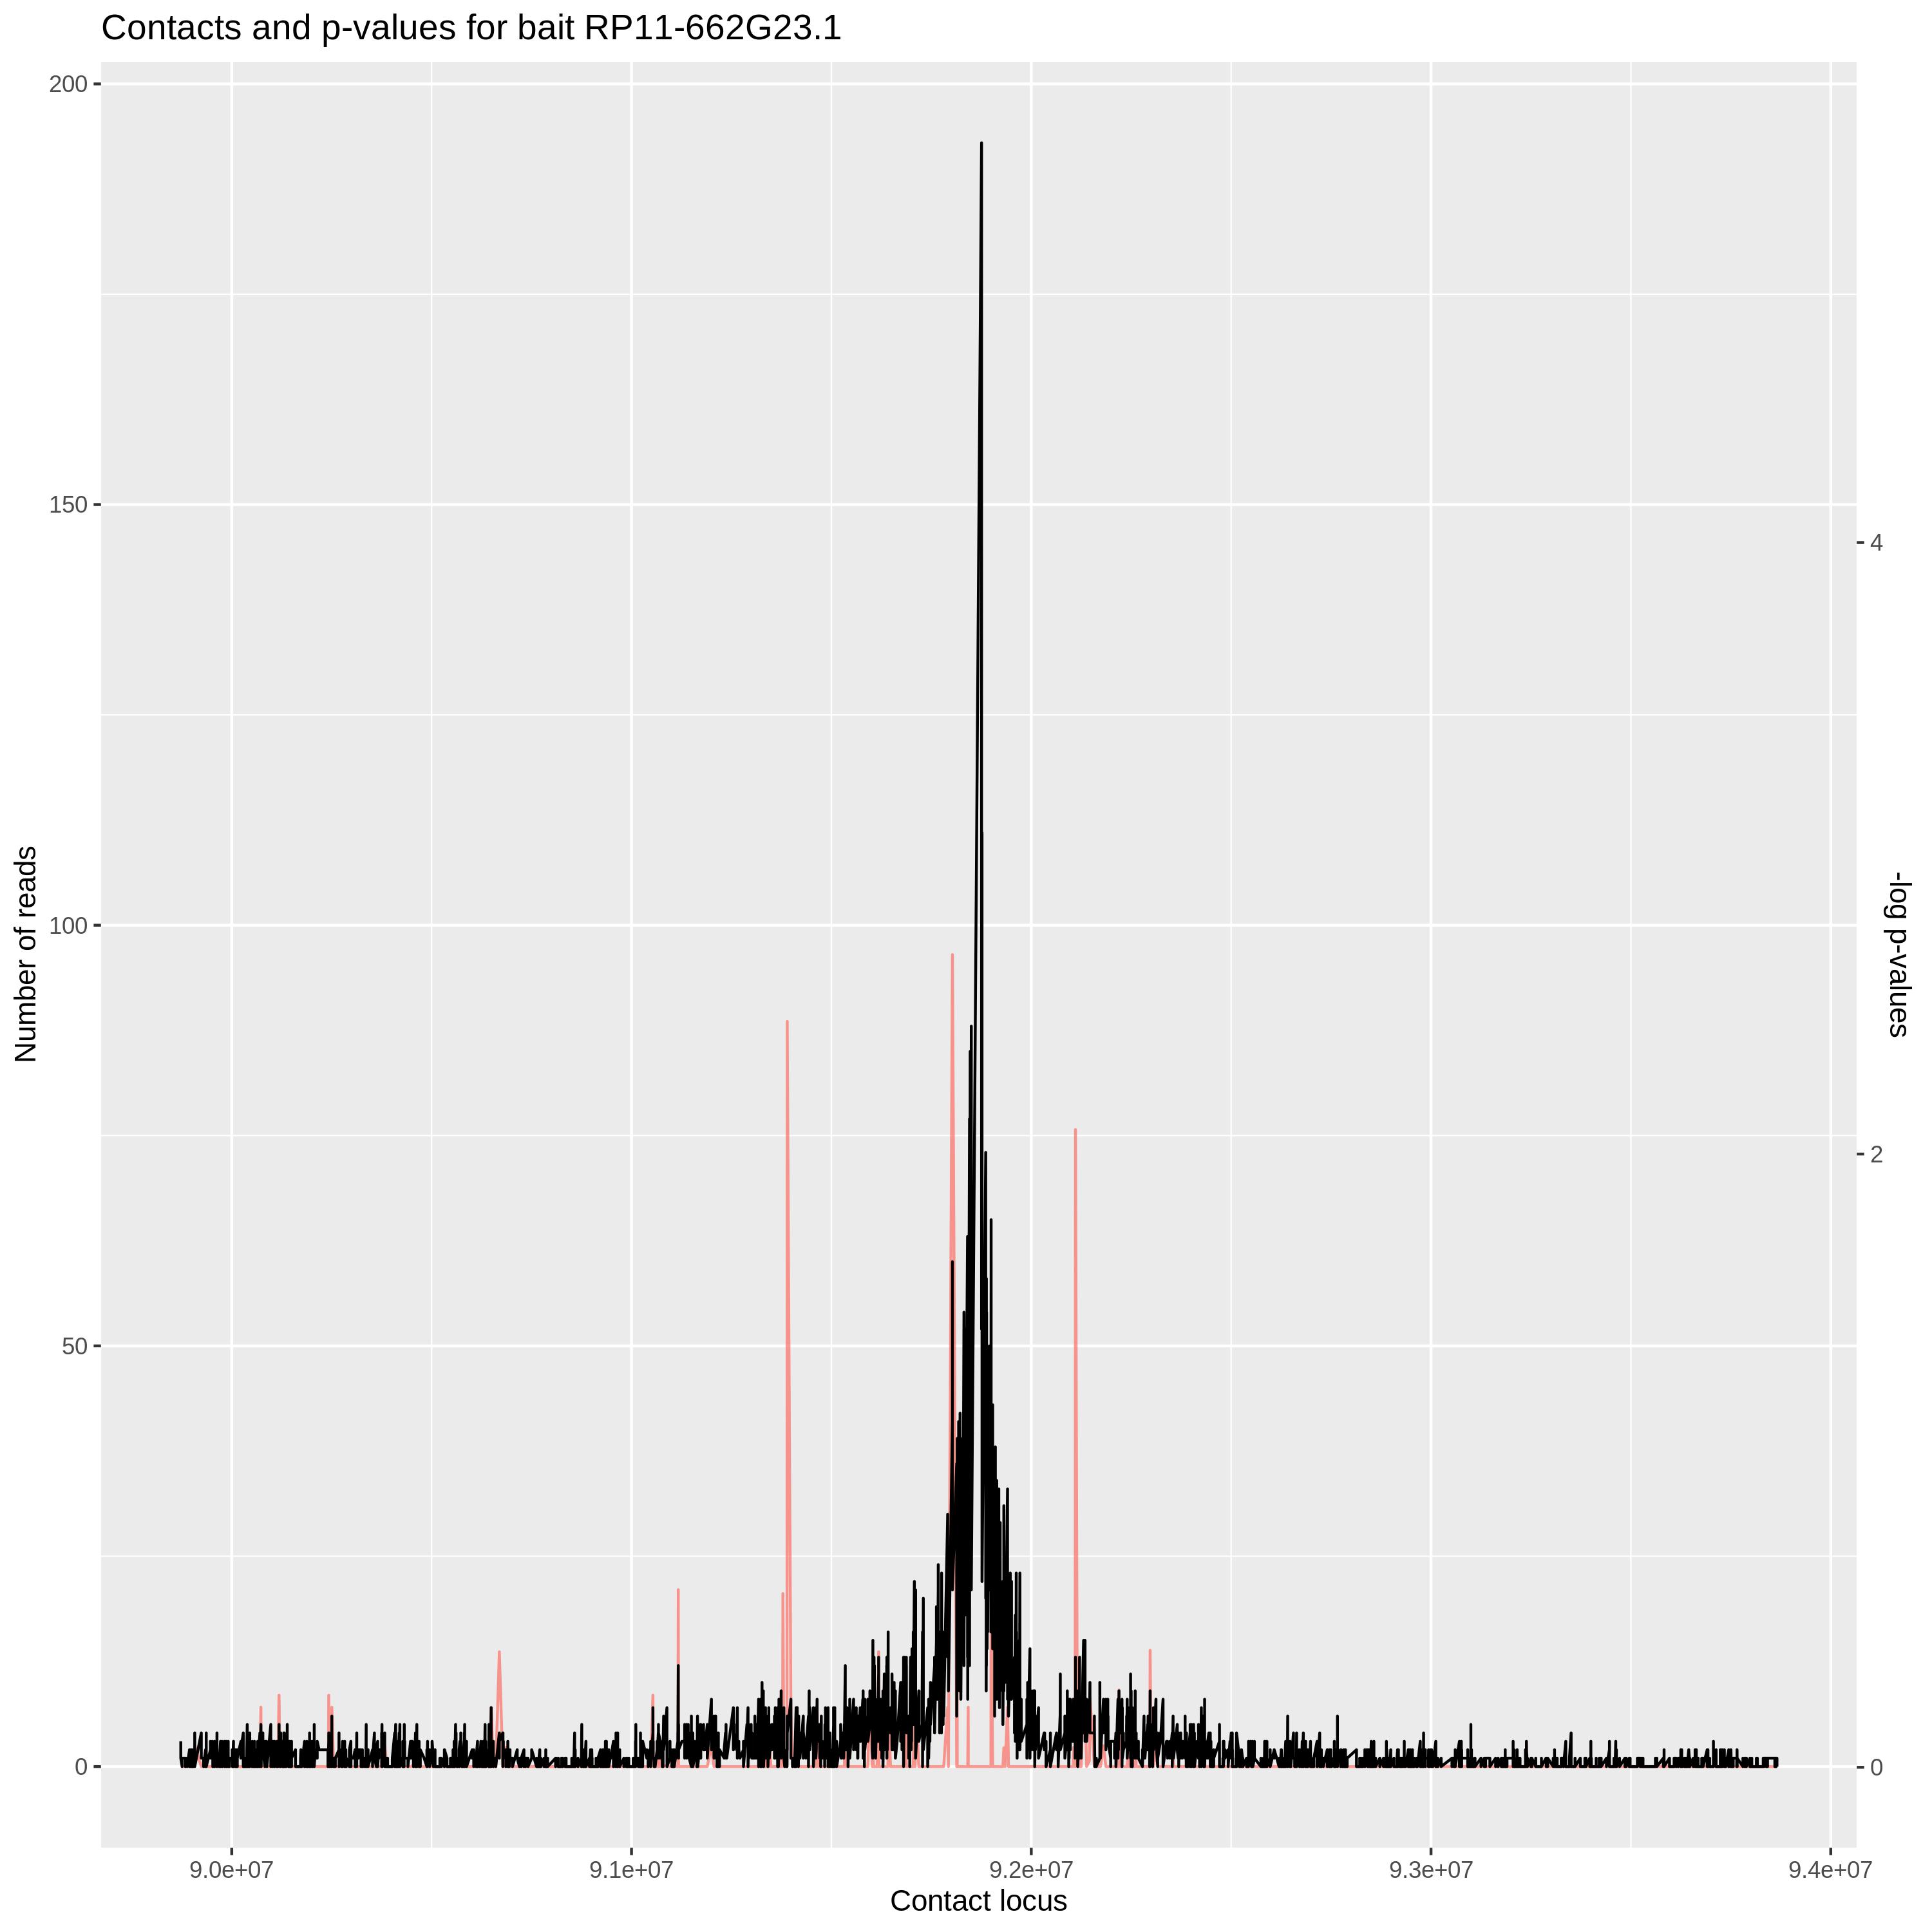 Contacts and p-values for bait RP11-662G23.1
200
150
100
50
0
Number of reads
4
2
0
-log p-values
9.0e+07
9.1e+07
9.2e+07
9.3e+07
9.4e+07
Contact locus